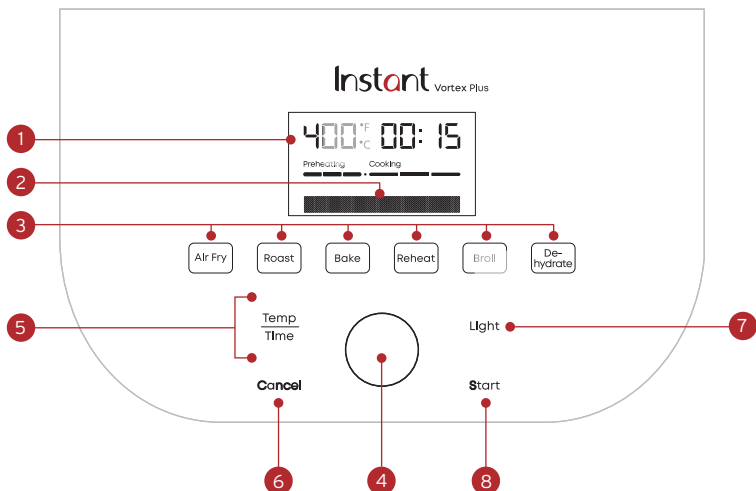 Instant Vortex Plus
1
400 °F °C 00:15
Preheating Cooking
2
3
Air Fry Roast Bake Reheat Broil De-
hydrate
5
Temp
Time
Light
7
Cancel
Start
6
4
8